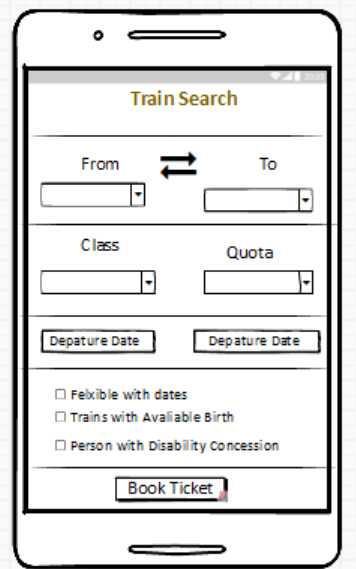 Train Search
From To
Class Quota
Depature Date Depature Date
Felxible with dates
Trains with Avaliable Birth
Person with Disability Concession
Book Ticket